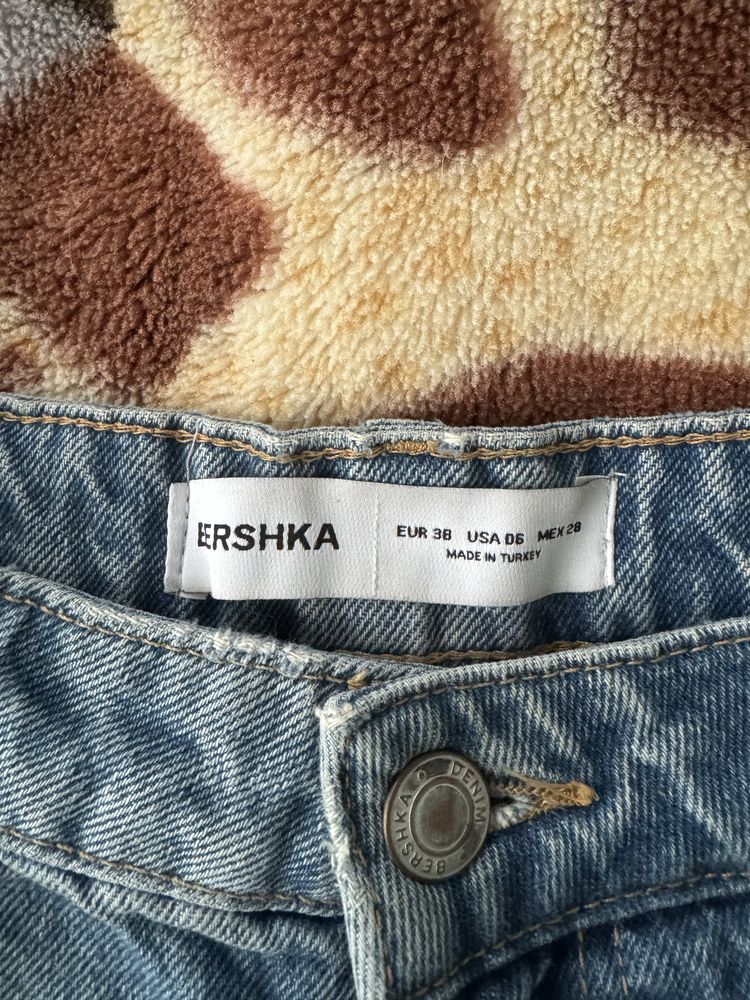 BERSHKA
EUR 38 USA 06 MEX 28
MADE IN TURKEY
BERSHKA DENIM